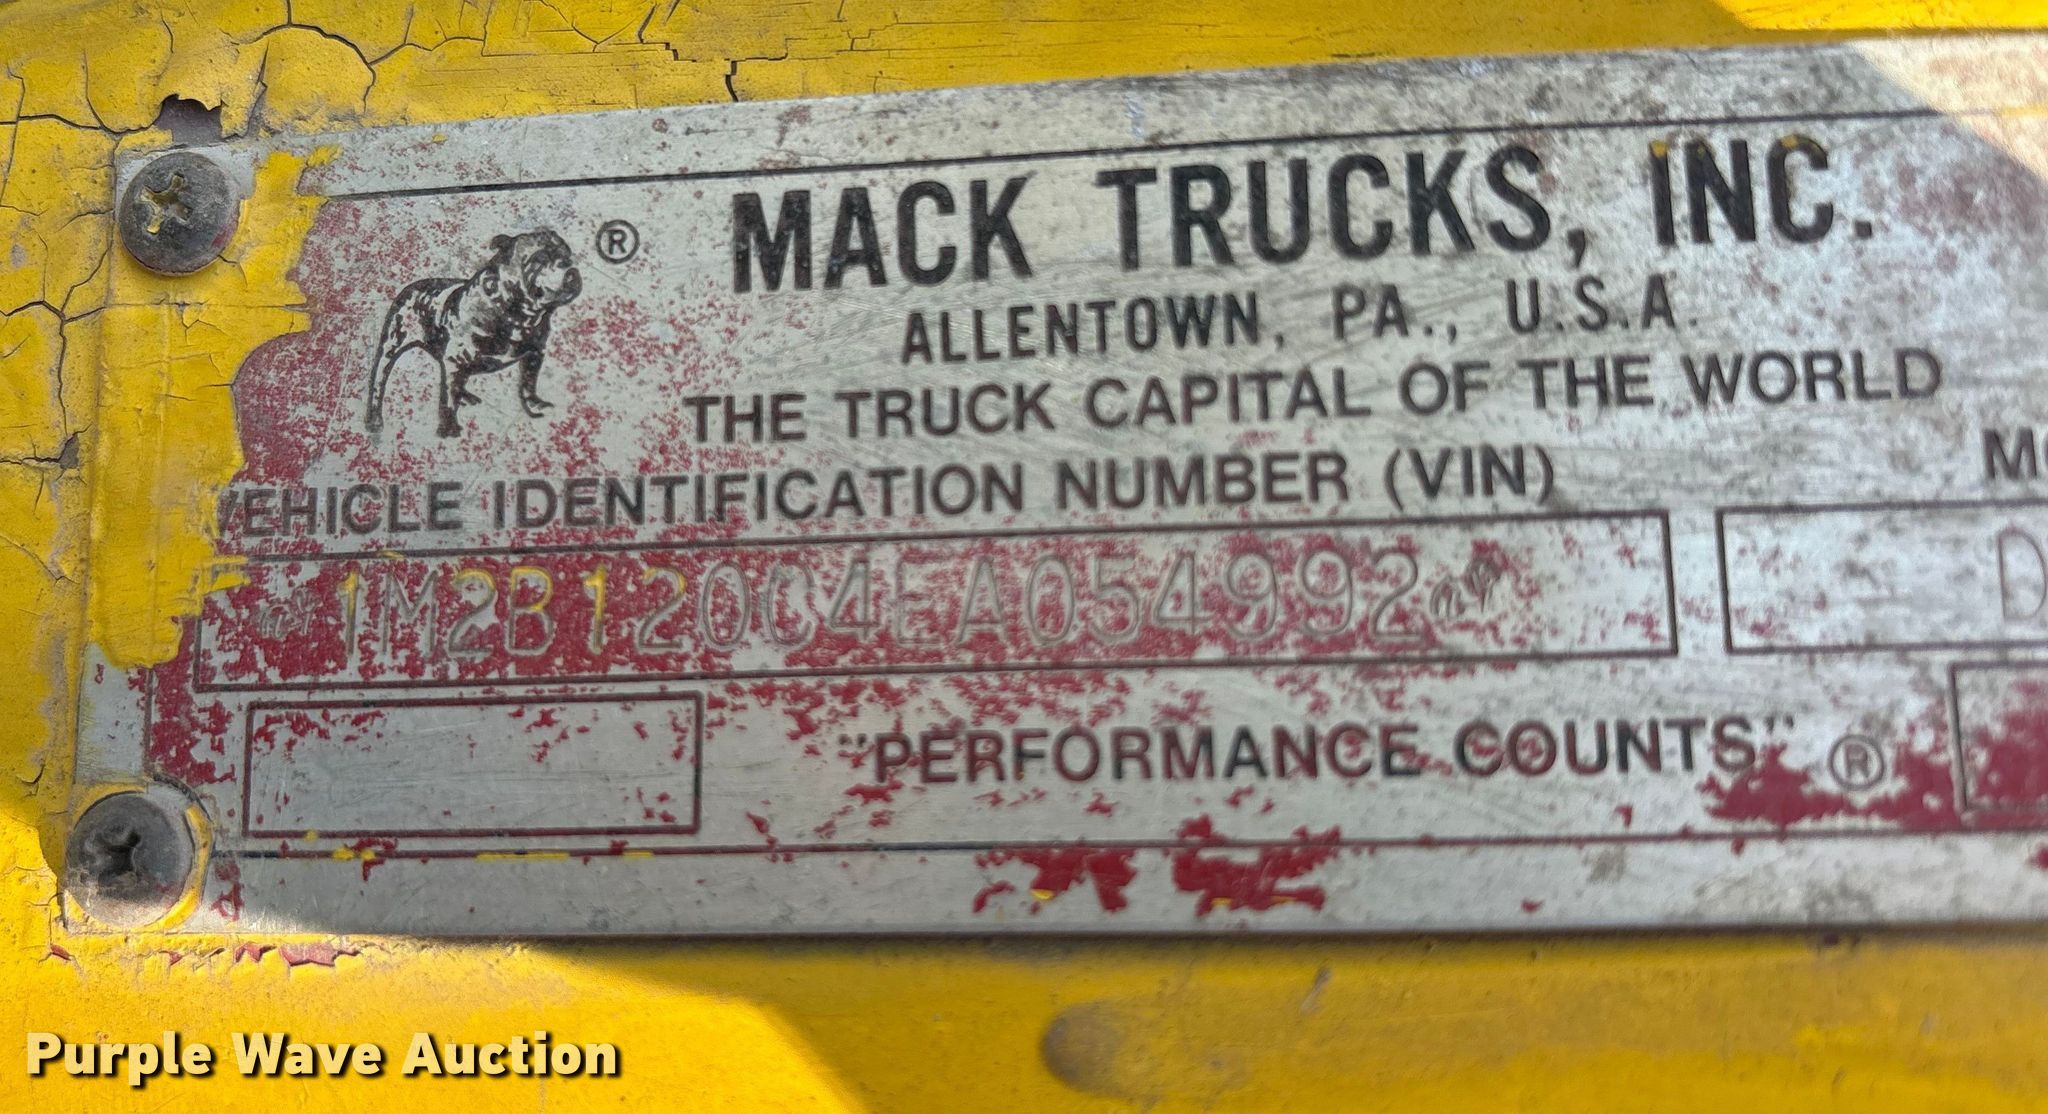 ®
MACK TRUCKS, INC.
ALLENTOWN, PA., U.S.A.
THE TRUCK CAPITAL OF THE WORLD
VEHICLE IDENTIFICATION NUMBER (VIN)
1M2B120C4EA054992
D
"PERFORMANCE COUNTS" ®
Purple Wave Auction